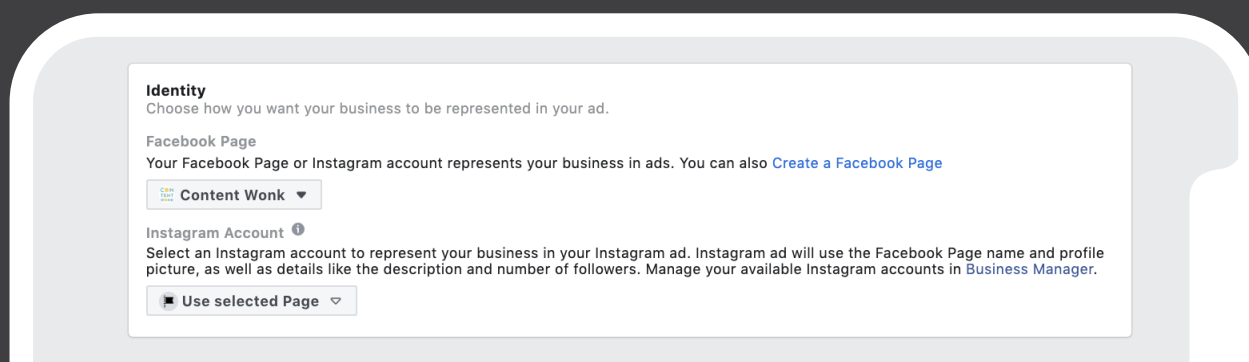 Identity
Choose how you want your business to be represented in your ad.
Facebook Page
Your Facebook Page or Instagram account represents your business in ads. You can also Create a Facebook Page
CON
TENT
WONK
Content Wonk
Instagram Account
Select an Instagram account to represent your business in your Instagram ad. Instagram ad will use the Facebook Page name and profile
picture, as well as details like the description and number of followers. Manage your available Instagram accounts in Business Manager.
Use selected Page